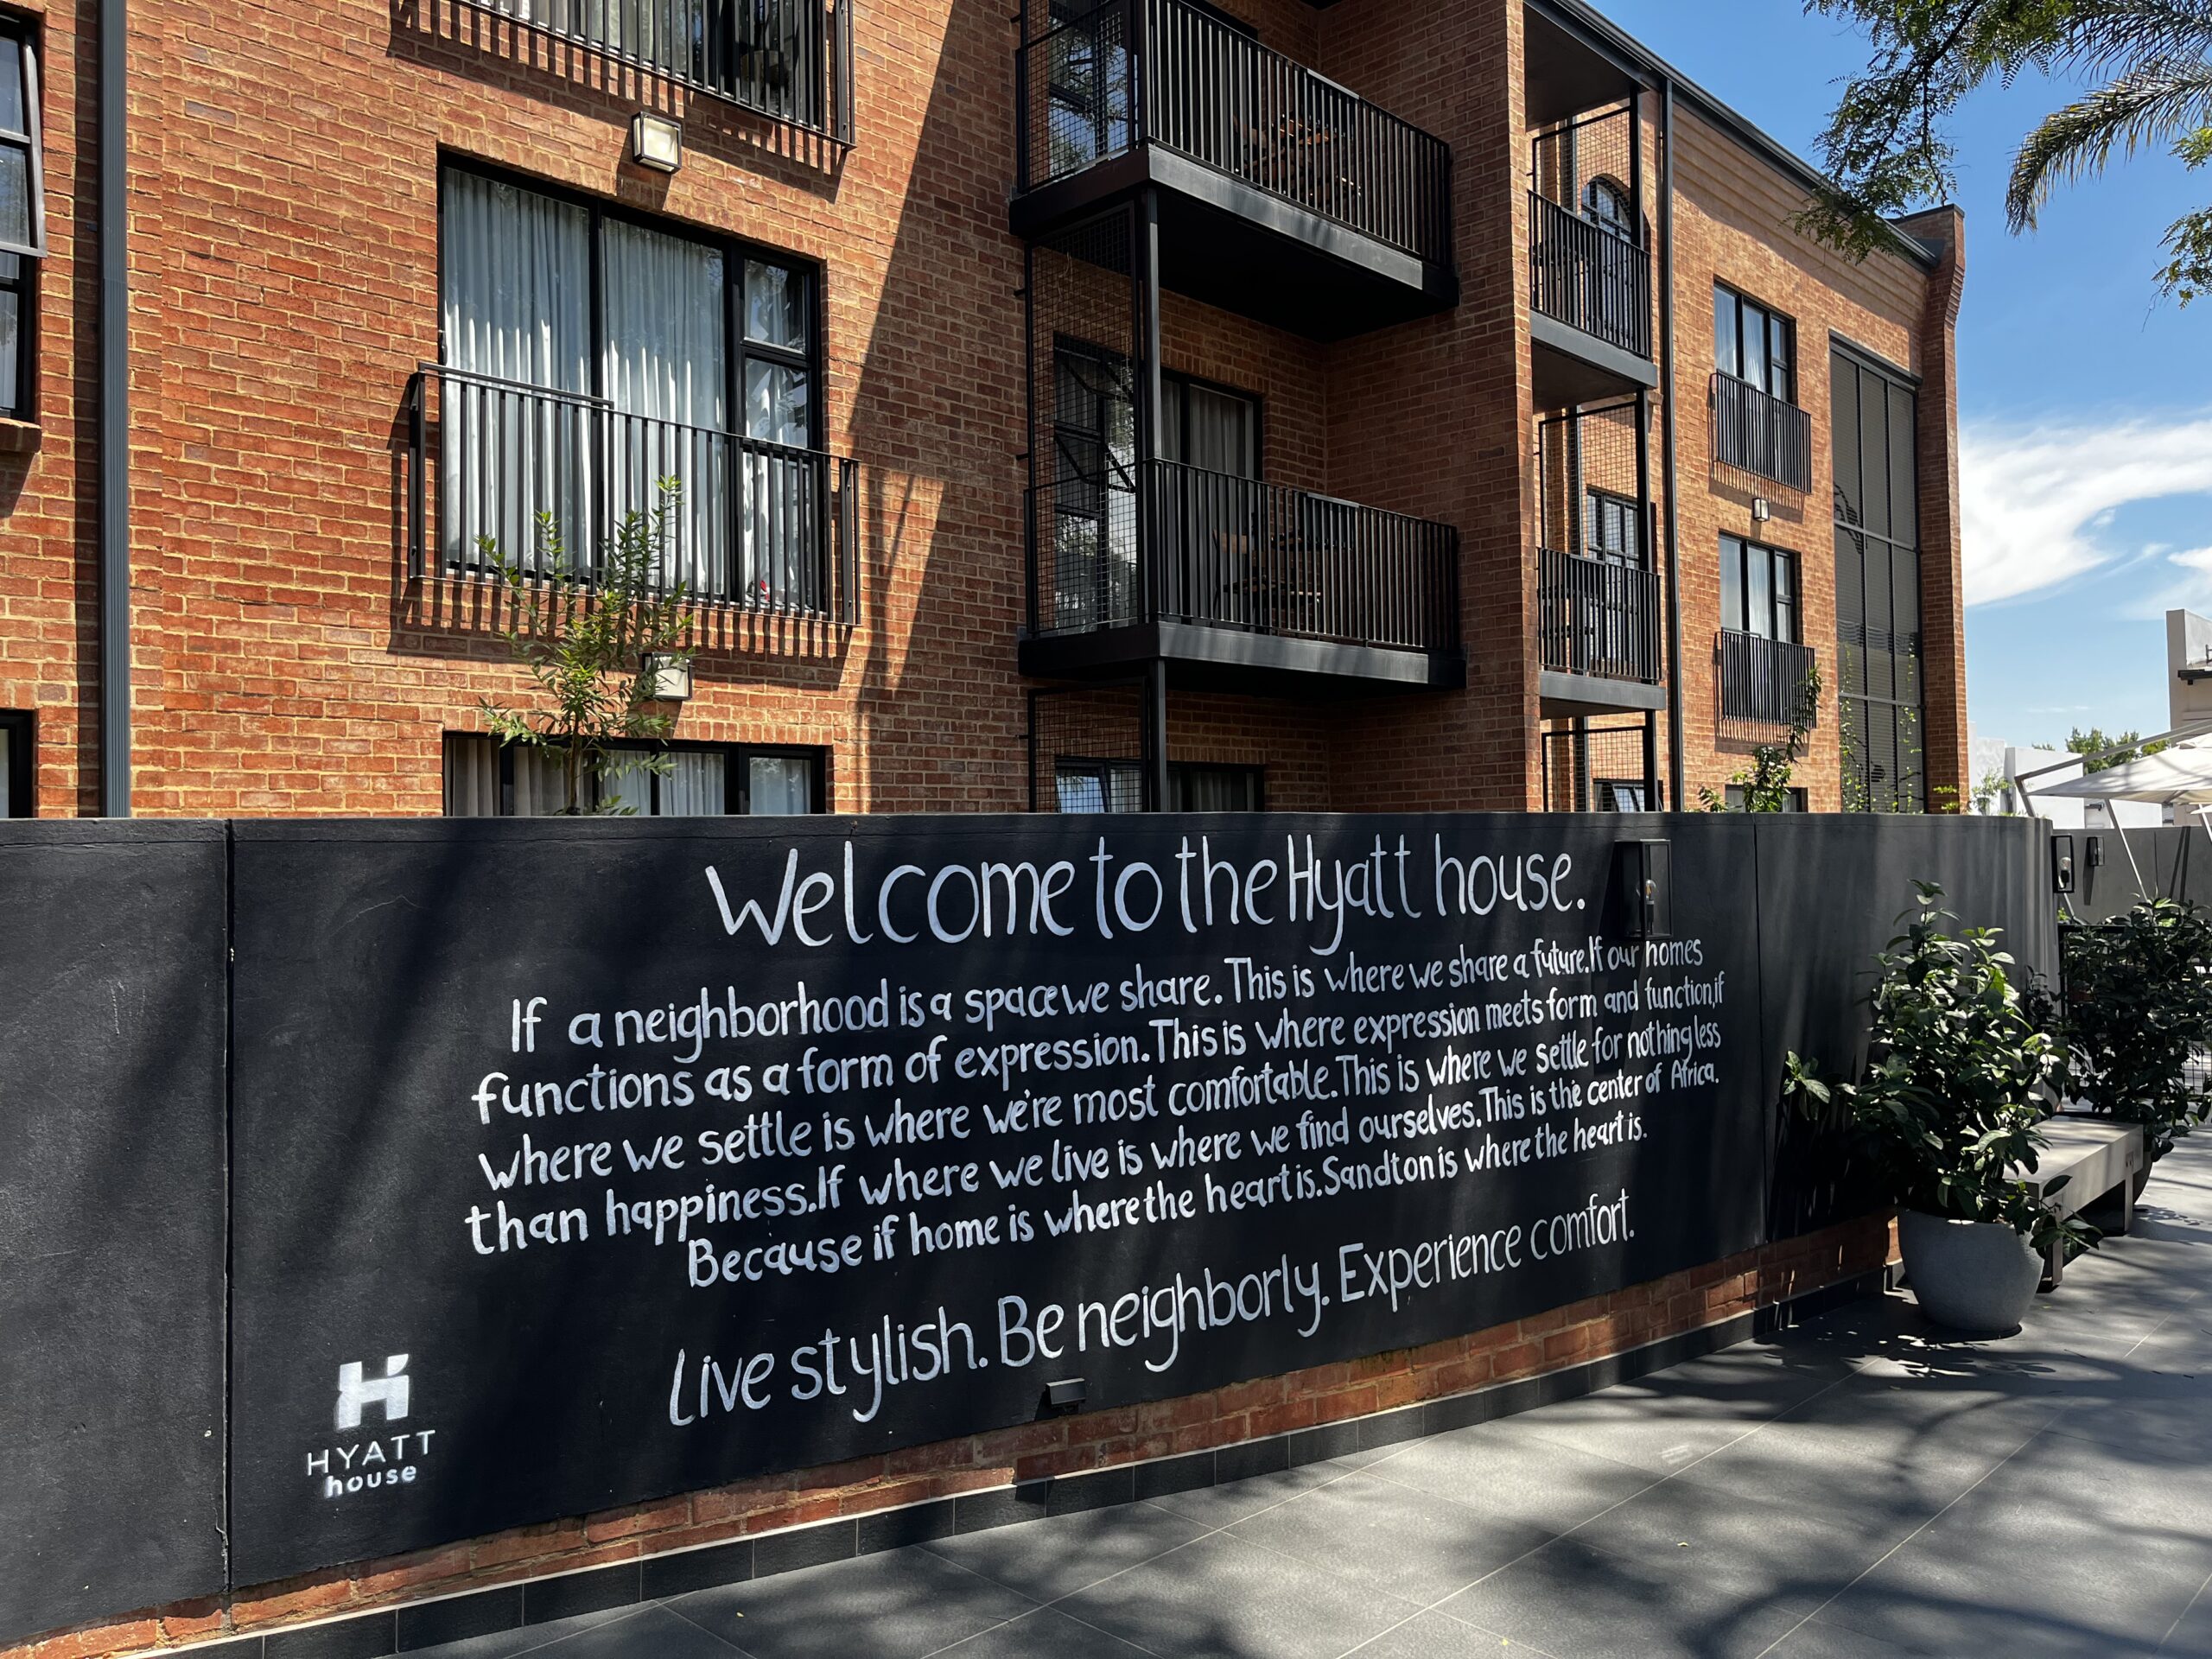 Welcome to the Hyatt house.
If a neighborhood is a space we share. This is where we share a future. If our homes
functions as a form of expression. This is where expression meets form and function, if
where we settle is where we're most comfortable. This is where we settle for nothing less
than happiness. If where we live is where we find ourselves. This is the center of Africa.
Because if home is where the heart is. Sandton is where the heart is.
Live stylish. Be neighborly. Experience comfort.
H
HYATT
house